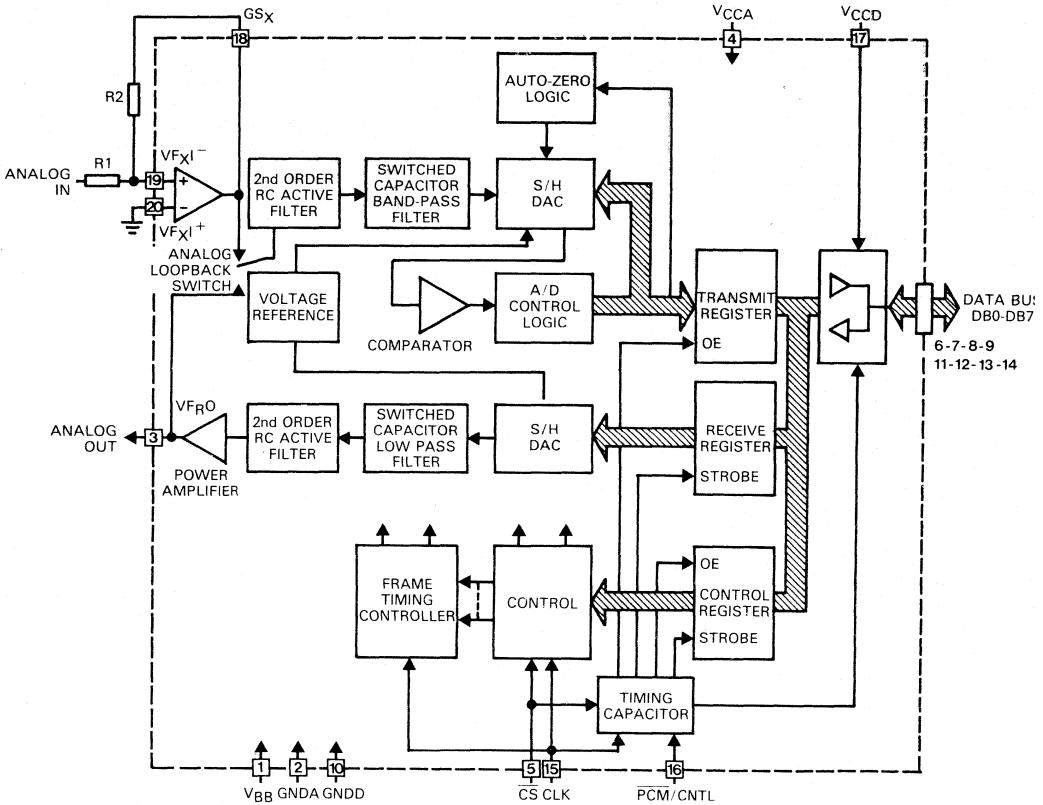 GSX
VCCA
VCCD
18
4
17
R2
AUTO-ZERO
LOGIC
R1
VFXI−
ANALOG
IN
19
+
20
−
VFXI+
2nd ORDER
RC ACTIVE
FILTER
SWITCHED
CAPACITOR
BAND-PASS
FILTER
S/H
DAC
ANALOG
LOOPBACK
SWITCH
VOLTAGE
REFERENCE
COMPARATOR
A/D
CONTROL
LOGIC
TRANSMIT
REGISTER
OE
DATA BUS
DB0-DB7
6-7-8-9
11-12-13-14
VFRO
ANALOG
OUT
3
POWER
AMPLIFIER
2nd ORDER
RC ACTIVE
FILTER
SWITCHED
CAPACITOR
LOW PASS
FILTER
S/H
DAC
RECEIVE
REGISTER
STROBE
FRAME
TIMING
CONTROLLER
CONTROL
OE
CONTROL
REGISTER
STROBE
TIMING
CAPACITOR
1
2
10
5
15
16
VBB GNDA GNDD
CS CLK
PCM/CNTL